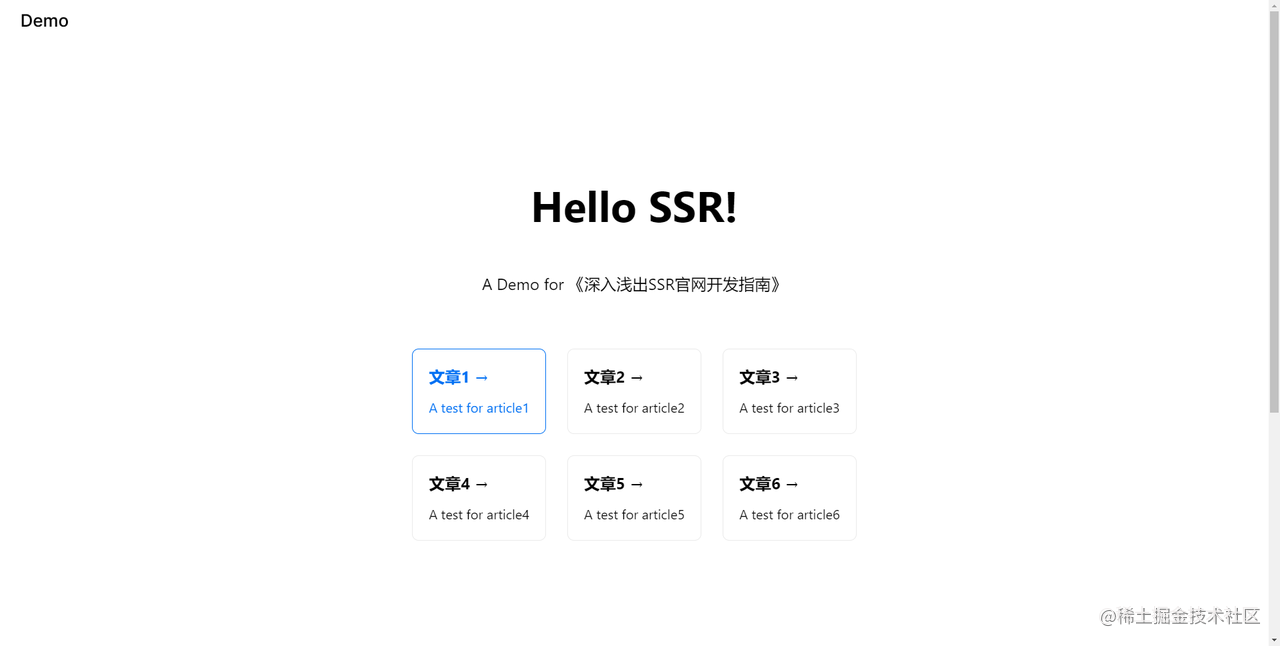 Demo
Hello SSR!
A Demo for 《深入浅出SSR官网开发指南》
文章1 → 文章2 → 文章3 →
A test for article1 A test for article2 A test for article3
文章4 → 文章5 → 文章6 →
A test for article4 A test for article5 A test for article6
@稀土掘金技术社区